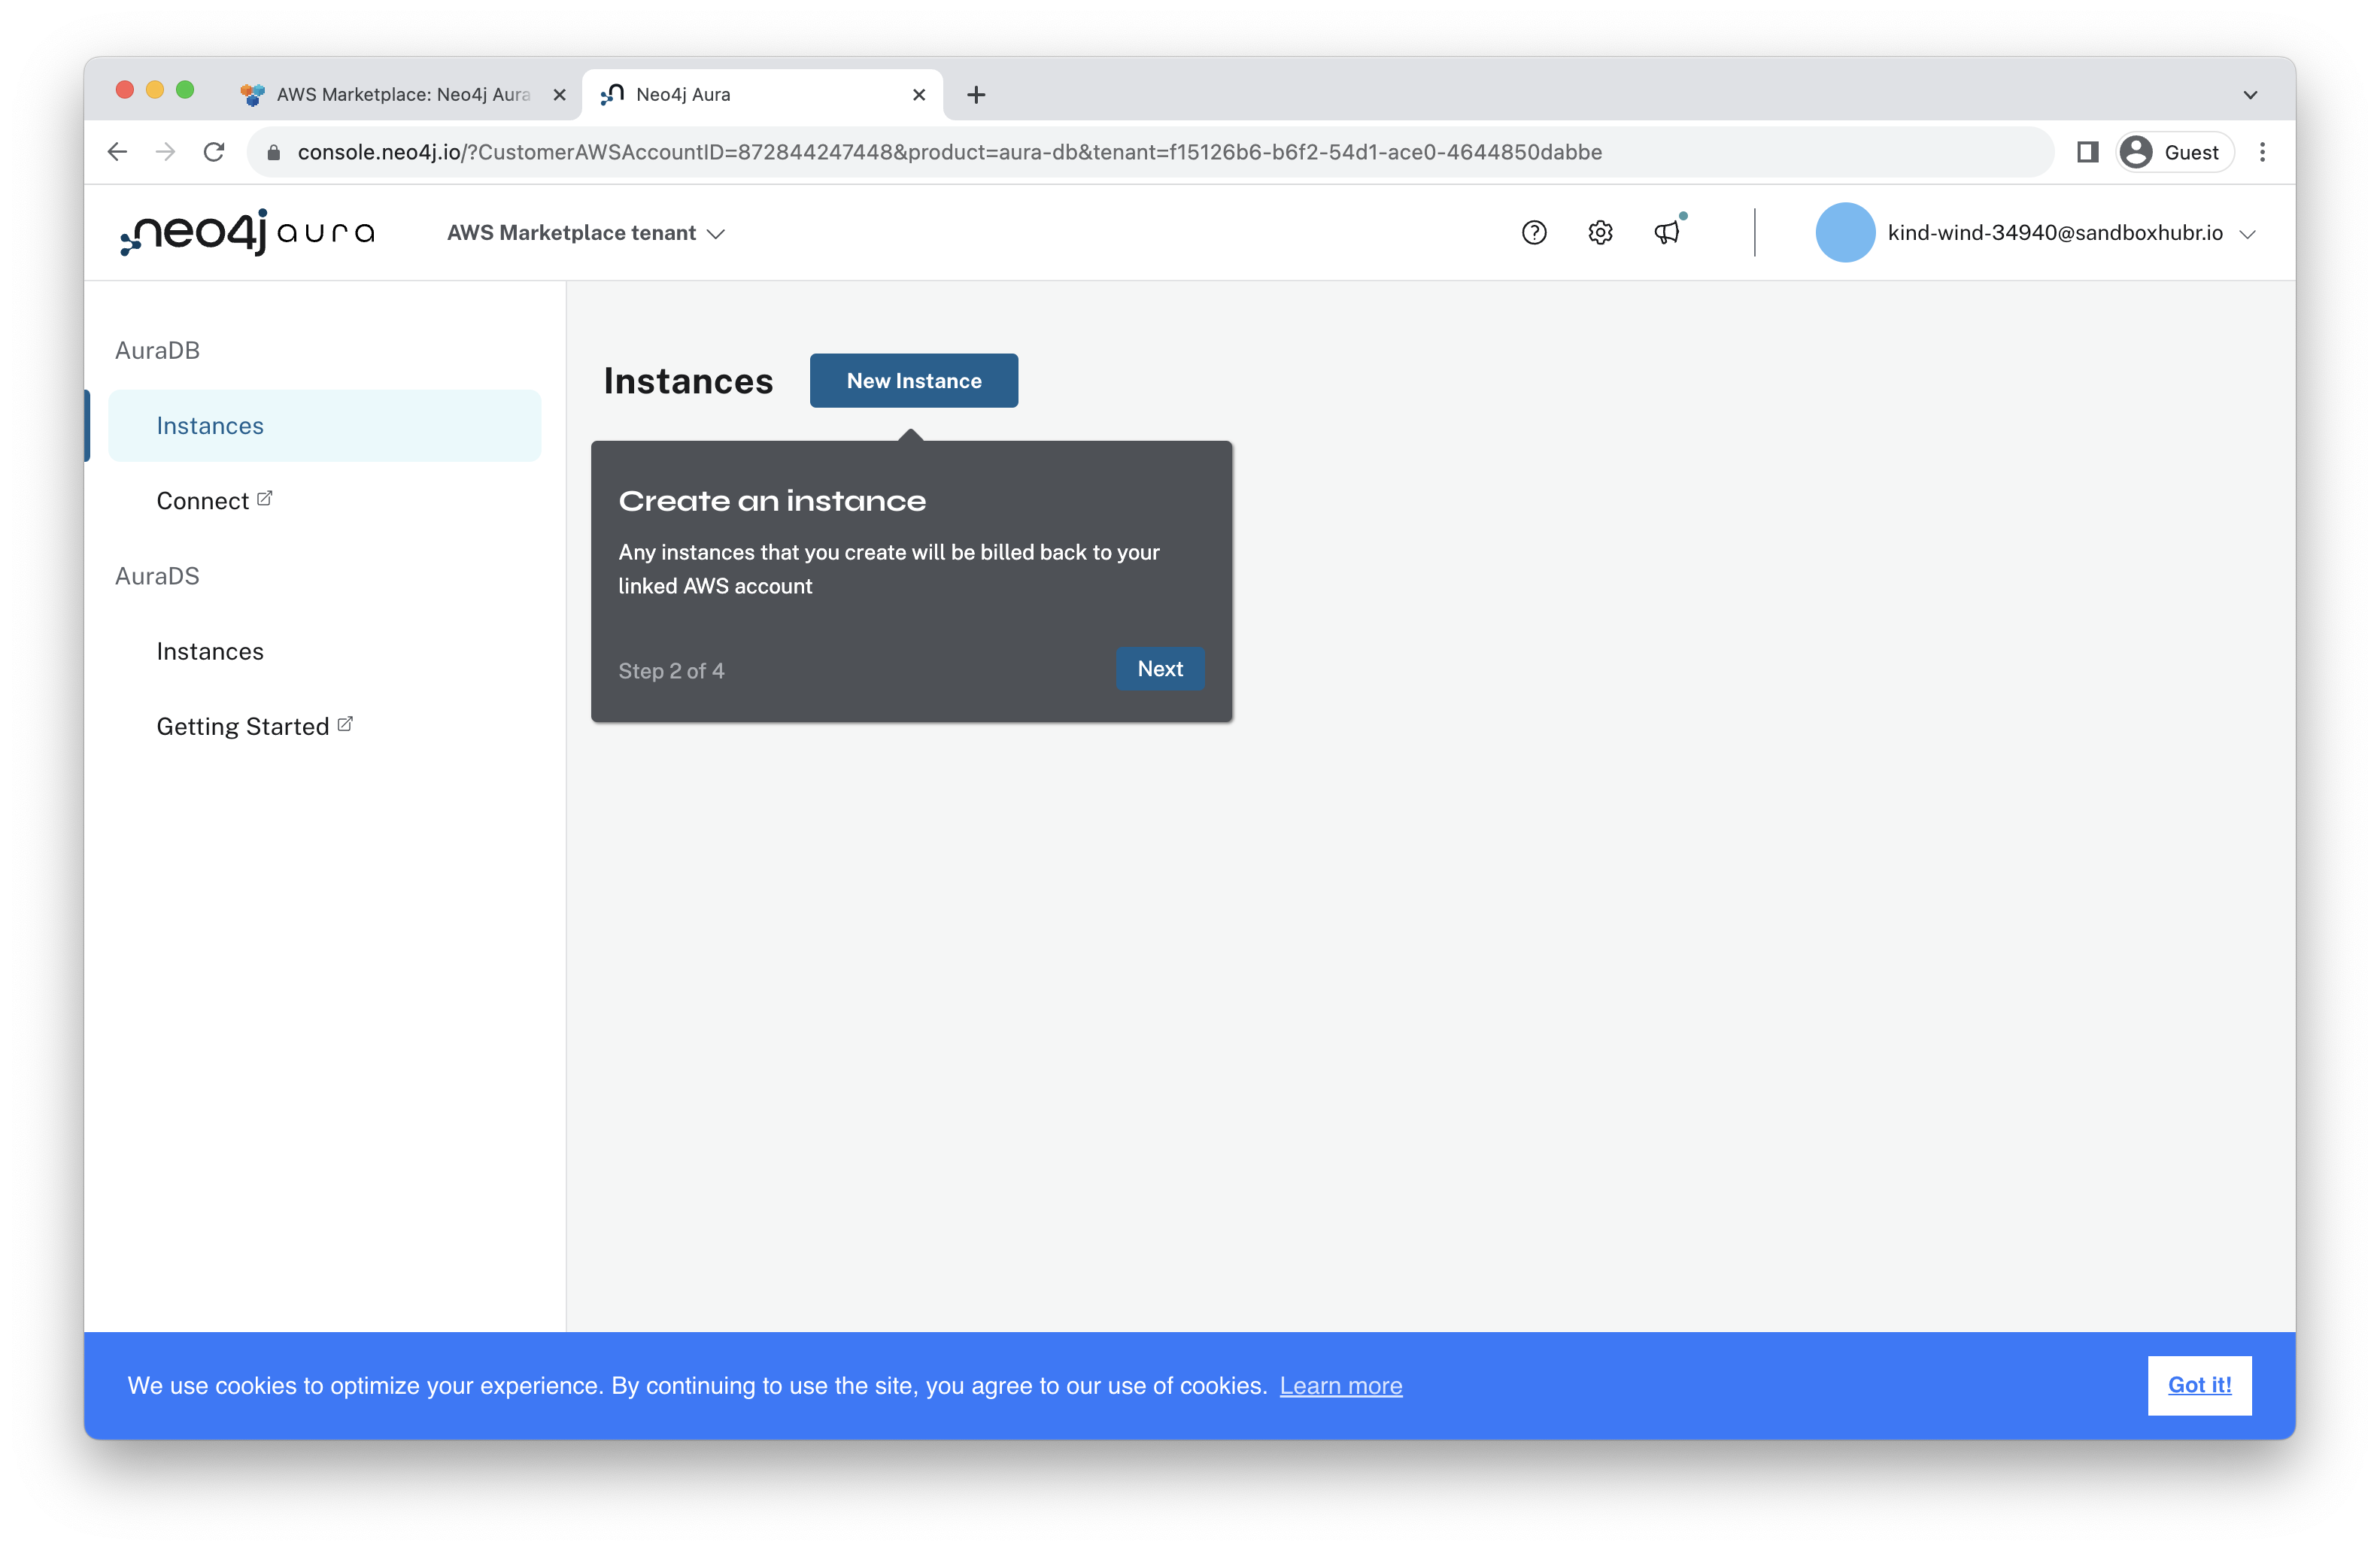 AWS Marketplace: Neo4j Aura
Neo4j Aura
console.neo4j.io/?CustomerAWSAccountID=872844247448&product=aura-db&tenant=f15126b6-b6f2-54d1-ace0-4644850dabbe
Guest
neo4j aura
AWS Marketplace tenant
kind-wind-34940@sandboxhubr.io
AuraDB
Instances
Connect
AuraDS
Instances
Getting Started
Instances
New Instance
Create an instance
Any instances that you create will be billed back to your
linked AWS account
Step 2 of 4
Next
We use cookies to optimize your experience. By continuing to use the site, you agree to our use of cookies. Learn more
Got it!